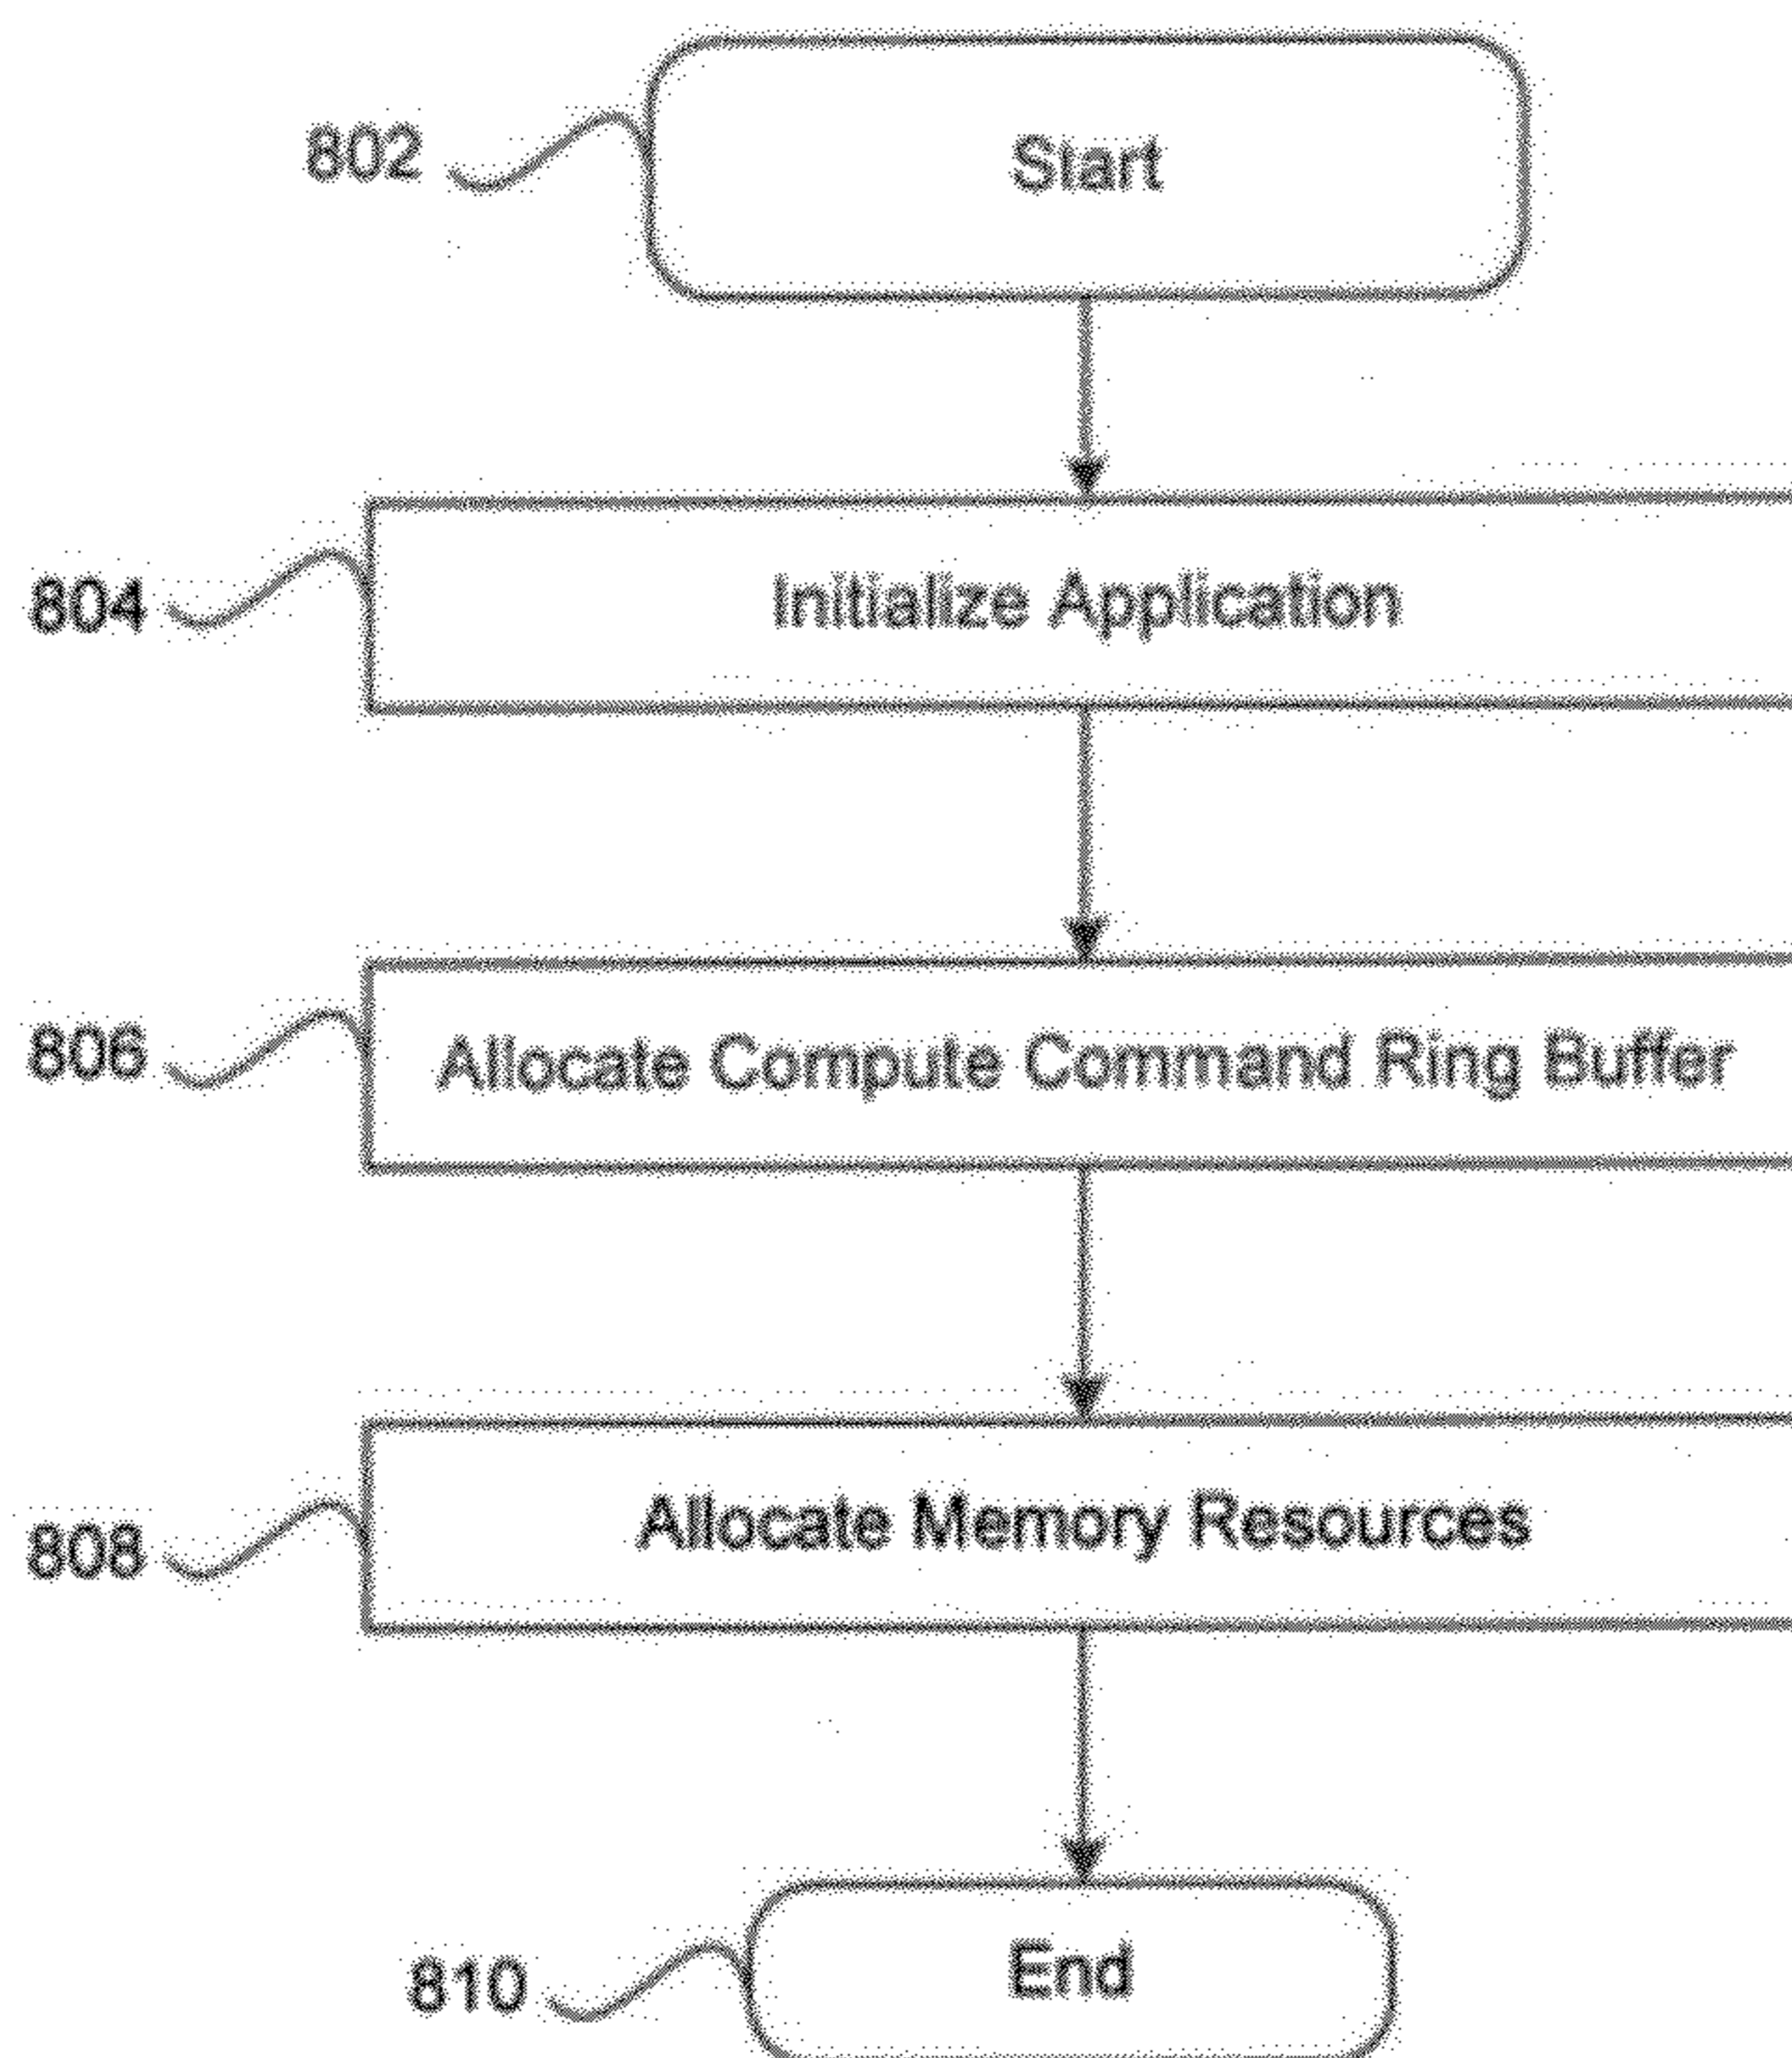 802
Start
804
Initialize Application
806
Allocate Compute Command Ring Buffer
808
Allocate Memory Resources
810
End